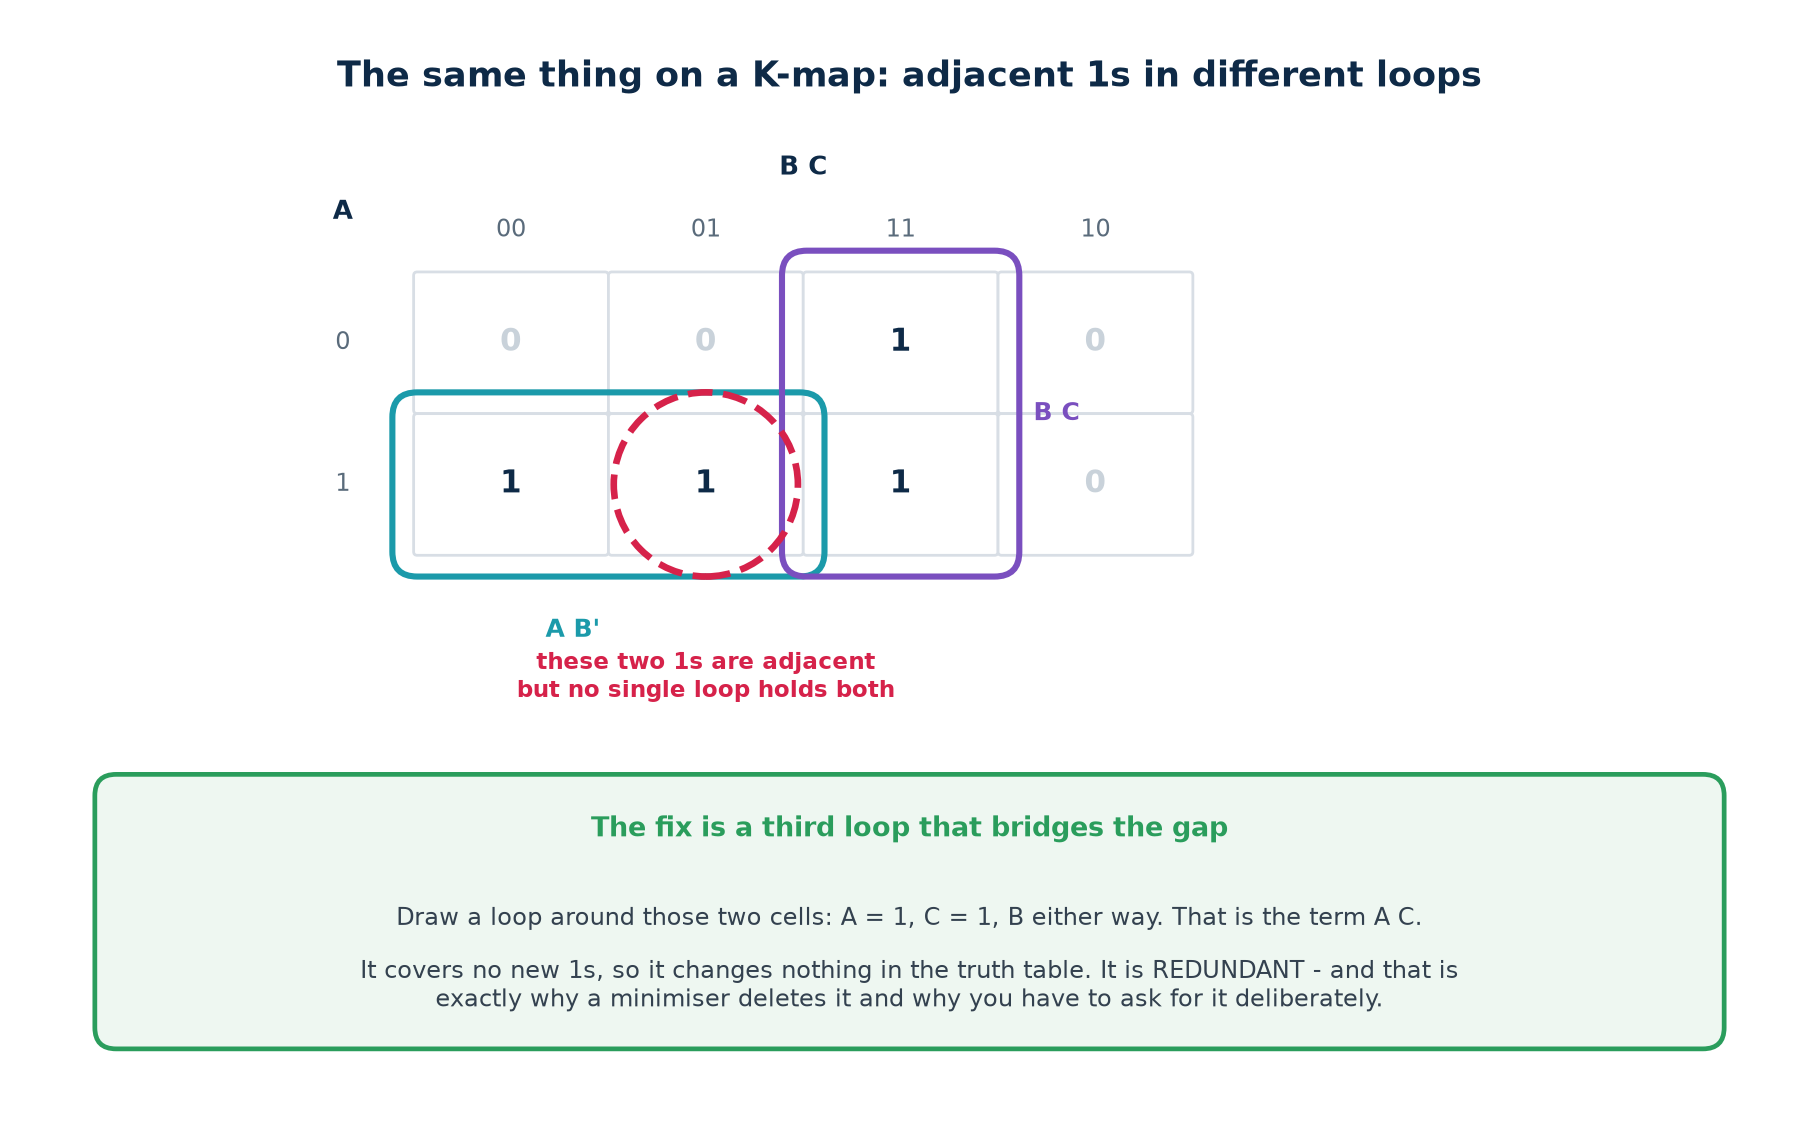 The same thing on a K-map: adjacent 1s in different loops
B C
A
00 01 11 10
0 0 0 1 0
B C
1 1 1 1 0
A B'
these two 1s are adjacent
but no single loop holds both
The fix is a third loop that bridges the gap
Draw a loop around those two cells: A = 1, C = 1, B either way. That is the term A C.
It covers no new 1s, so it changes nothing in the truth table. It is REDUNDANT - and that is
exactly why a minimiser deletes it and why you have to ask for it deliberately.